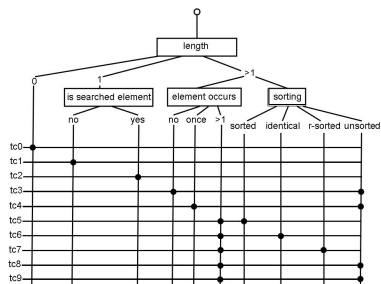 length
0
1
>1
is searched element
element occurs
sorting
no
yes
no once >1
sorted identical r-sorted unsorted
tc0
tc1
tc2
tc3
tc4
tc5
tc6
tc7
tc8
tc9